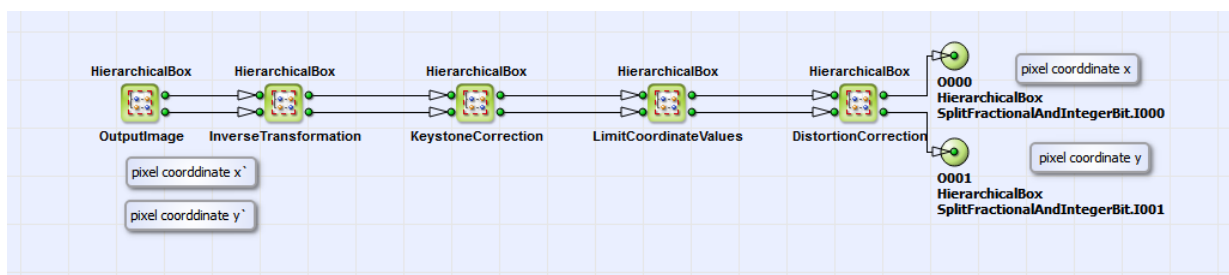 HierarchicalBox
HierarchicalBox
HierarchicalBox
HierarchicalBox
HierarchicalBox
OutputImage
InverseTransformation
KeystoneCorrection
LimitCoordinateValues
DistortionCorrection
O000
HierarchicalBox
SplitFractionalAndIntegerBit.I000
pixel coorddinate x
O001
HierarchicalBox
SplitFractionalAndIntegerBit.I001
pixel coordinate y
pixel coorddinate x`
pixel coorddinate y`